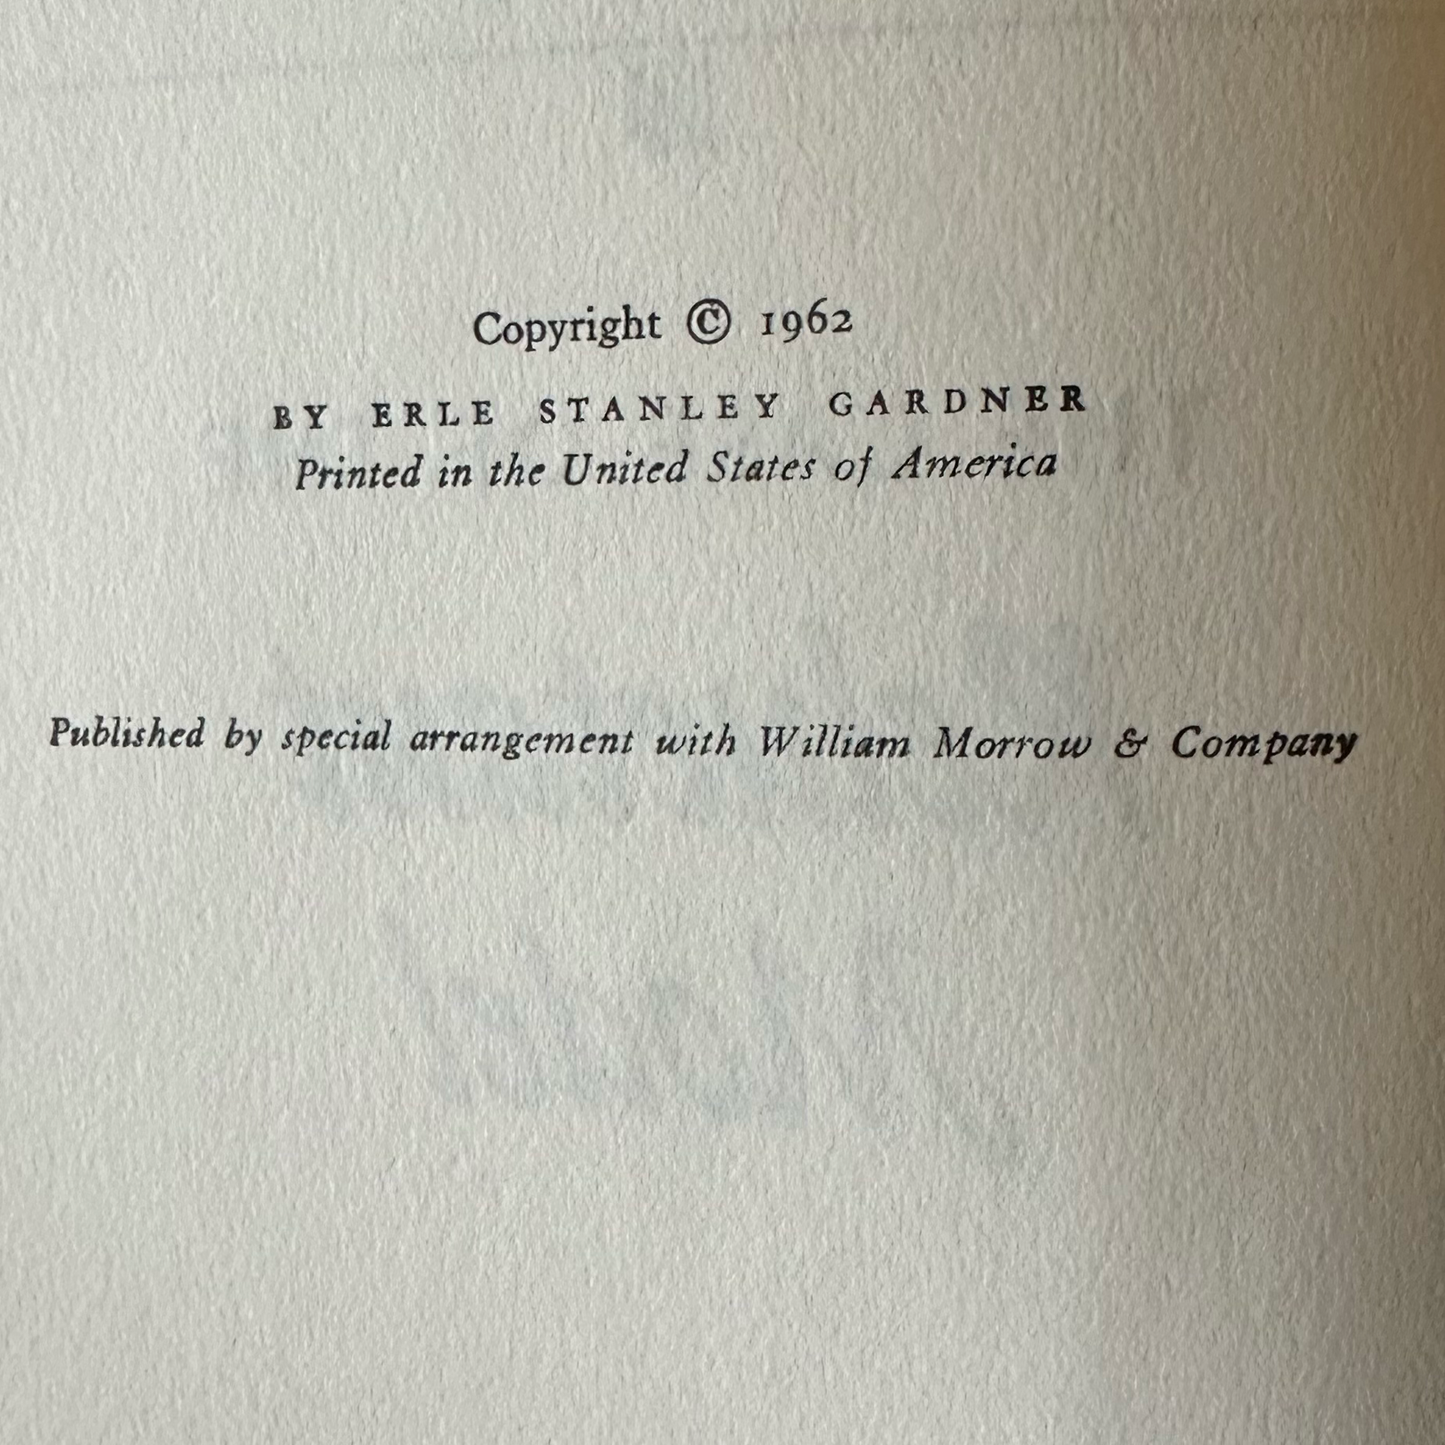 Copyright © 1962
BY ERLE STANLEY GARDNER
Printed in the United States of America
Published by special arrangement with William Morrow & Company